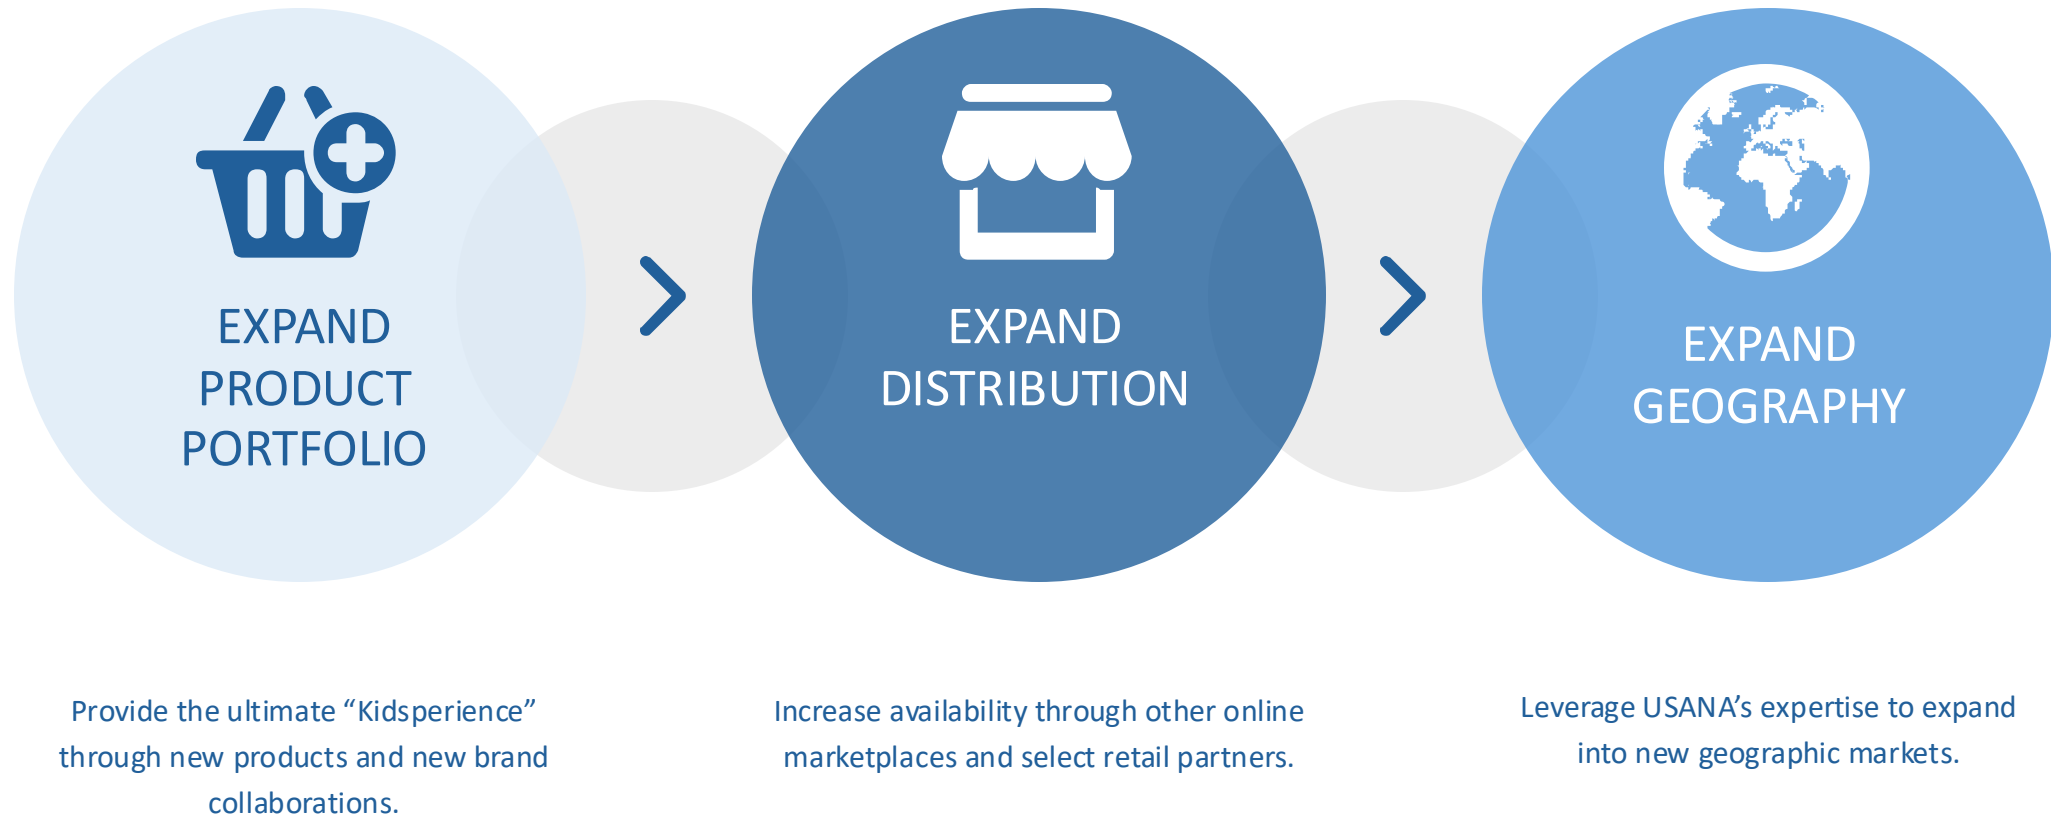 EXPAND
PRODUCT
PORTFOLIO
EXPAND
DISTRIBUTION
EXPAND
GEOGRAPHY
Provide the ultimate “Kidsperience”
through new products and new brand
collaborations.
Increase availability through other online
marketplaces and select retail partners.
Leverage USANA’s expertise to expand
into new geographic markets.